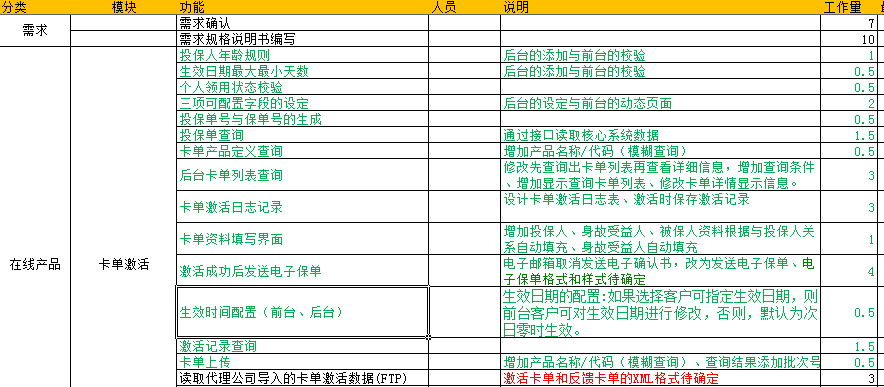 分类 模块 功能 人员 说明 工作量
需求 需求确认 7
需求规格说明书编写 10
在线产品 卡单激活
投保人年龄规则 后台的添加与前台的校验 1
生效日期最大最小天数 后台的添加与前台的校验 0.5
个人领用状态校验 0.5
三项可配置字段的设定 后台的设定与前台的动态页面 2
投保单号与保单号的生成 0.5
投保单查询 通过接口读取核心系统数据 1.5
卡单产品定义查询 增加产品名称/代码（模糊查询） 0.5
后台卡单列表查询 修改先查询出卡单列表再查看详细信息，增加查询条件
、增加显示查询卡单列表、修改卡单详情显示信息。 3
卡单激活日志记录 设计卡单激活日志表、激活时保存激活记录 3
卡单资料填写界面 增加投保人、身故受益人、被保人资料根据与投保人关
系自动填充、身故受益人自动填充 1
激活成功后发送电子保单 电子邮箱取消发送电子确认书，改为发送电子保单、电
子保单格式和样式待确定 4
生效时间配置（前台、后台） 生效日期的配置:如果选择客户可指定生效日期，则
前台客户可对生效日期进行修改，否则，默认为次
日零时生效。 0.5
激活记录查询 1.5
卡单上传 增加产品名称/代码（模糊查询）、查询结果添加批次号 0.5
读取代理公司导入的卡单激活数据(FTP) 激活卡单和反馈卡单的XML格式待确定 3